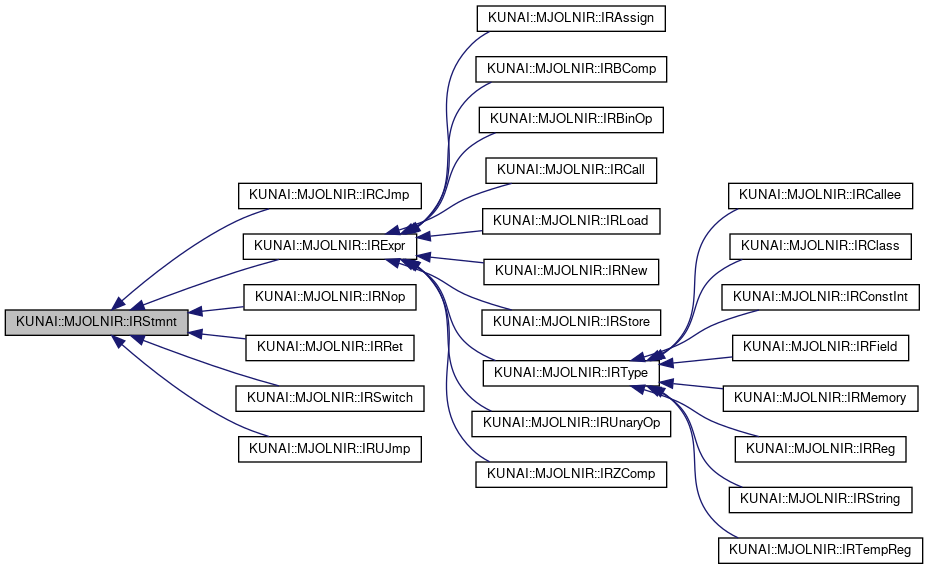 KUNAI::MJOLNIR::IRStmnt
KUNAI::MJOLNIR::IRCJmp
KUNAI::MJOLNIR::IRExpr
KUNAI::MJOLNIR::IRNop
KUNAI::MJOLNIR::IRRet
KUNAI::MJOLNIR::IRSwitch
KUNAI::MJOLNIR::IRUJmp
KUNAI::MJOLNIR::IRAssign
KUNAI::MJOLNIR::IRBComp
KUNAI::MJOLNIR::IRBinOp
KUNAI::MJOLNIR::IRCall
KUNAI::MJOLNIR::IRLoad
KUNAI::MJOLNIR::IRNew
KUNAI::MJOLNIR::IRStore
KUNAI::MJOLNIR::IRType
KUNAI::MJOLNIR::IRUnaryOp
KUNAI::MJOLNIR::IRZComp
KUNAI::MJOLNIR::IRCallee
KUNAI::MJOLNIR::IRClass
KUNAI::MJOLNIR::IRConstInt
KUNAI::MJOLNIR::IRField
KUNAI::MJOLNIR::IRMemory
KUNAI::MJOLNIR::IRReg
KUNAI::MJOLNIR::IRString
KUNAI::MJOLNIR::IRTempReg